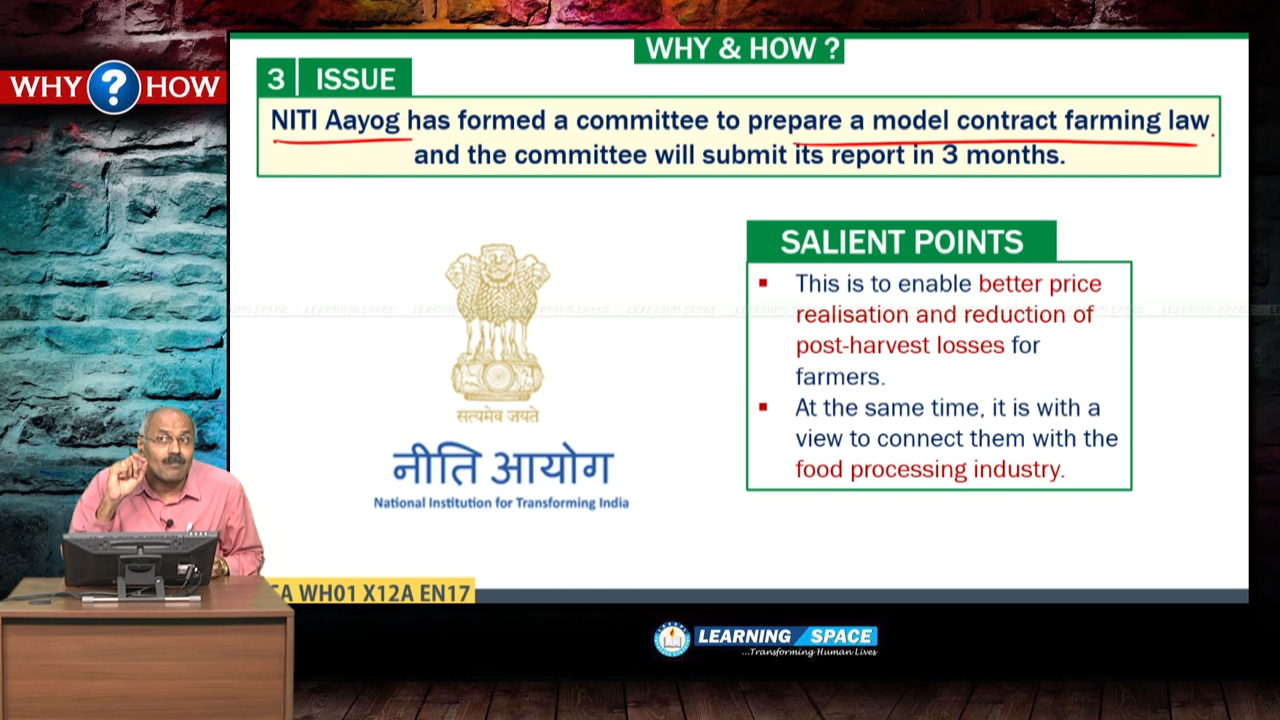 WHY & HOW ?
WHY ? HOW
3 ISSUE
NITI Aayog has formed a committee to prepare a model contract farming law
and the committee will submit its report in 3 months.
SALIENT POINTS
This is to enable better price
realisation and reduction of
post-harvest losses for
farmers.
At the same time, it is with a
view to connect them with the
food processing industry.
सत्यमेव जयते
नीति आयोग
National Institution for Transforming India
CA WH01 X12A EN17
LEARNING SPACE
...Transforming Human Lives